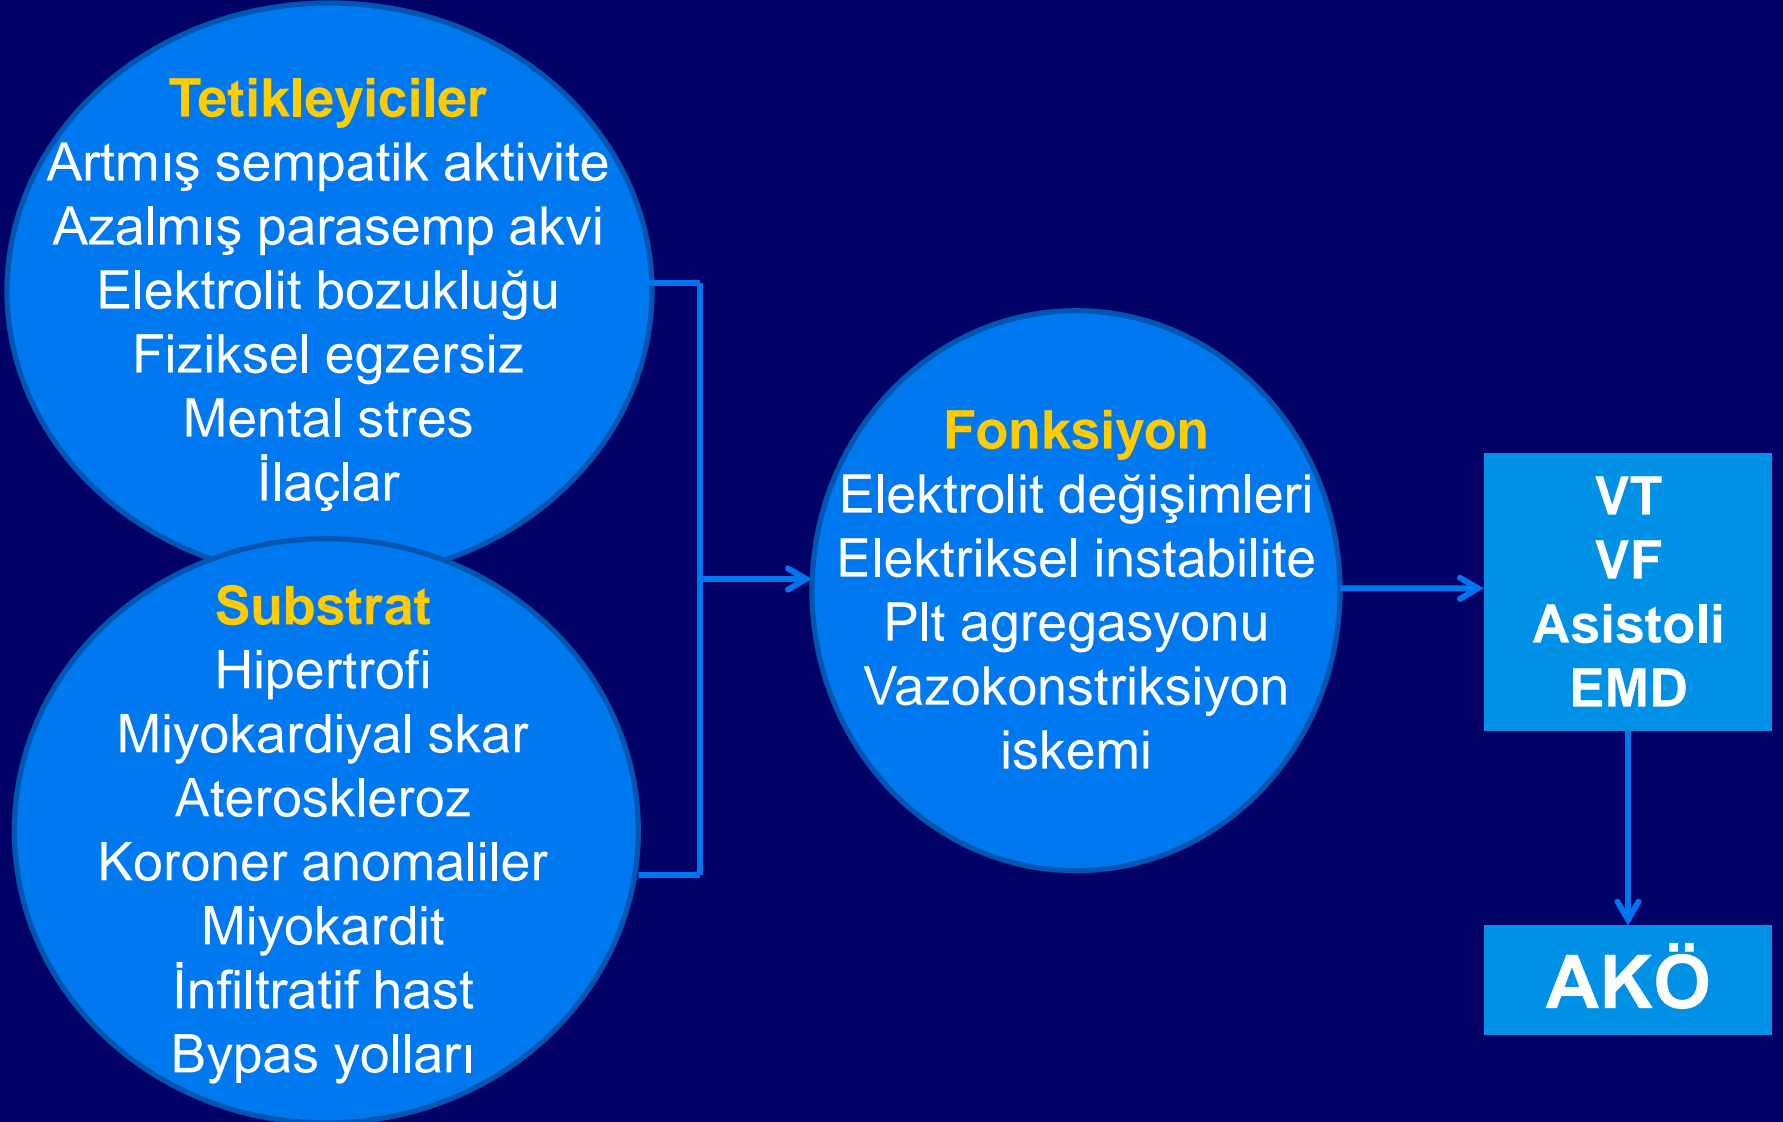 Tetikleyiciler
Artmış sempatik aktivite
Azalmış parasemp akvi
Elektrolit bozukluğu
Fiziksel egzersiz
Mental stres
İlaçlar
Substrat
Hipertrofi
Miyokardiyal skar
Ateroskleroz
Koroner anomaliler
Miyokardit
İnfiltratif hast
Bypas yolları
Fonksiyon
Elektrolit değişimleri
Elektriksel instabilite
Plt agregasyonu
Vazokonstriksiyon
iskemi
VT
VF
Asistoli
EMD
AKÖ